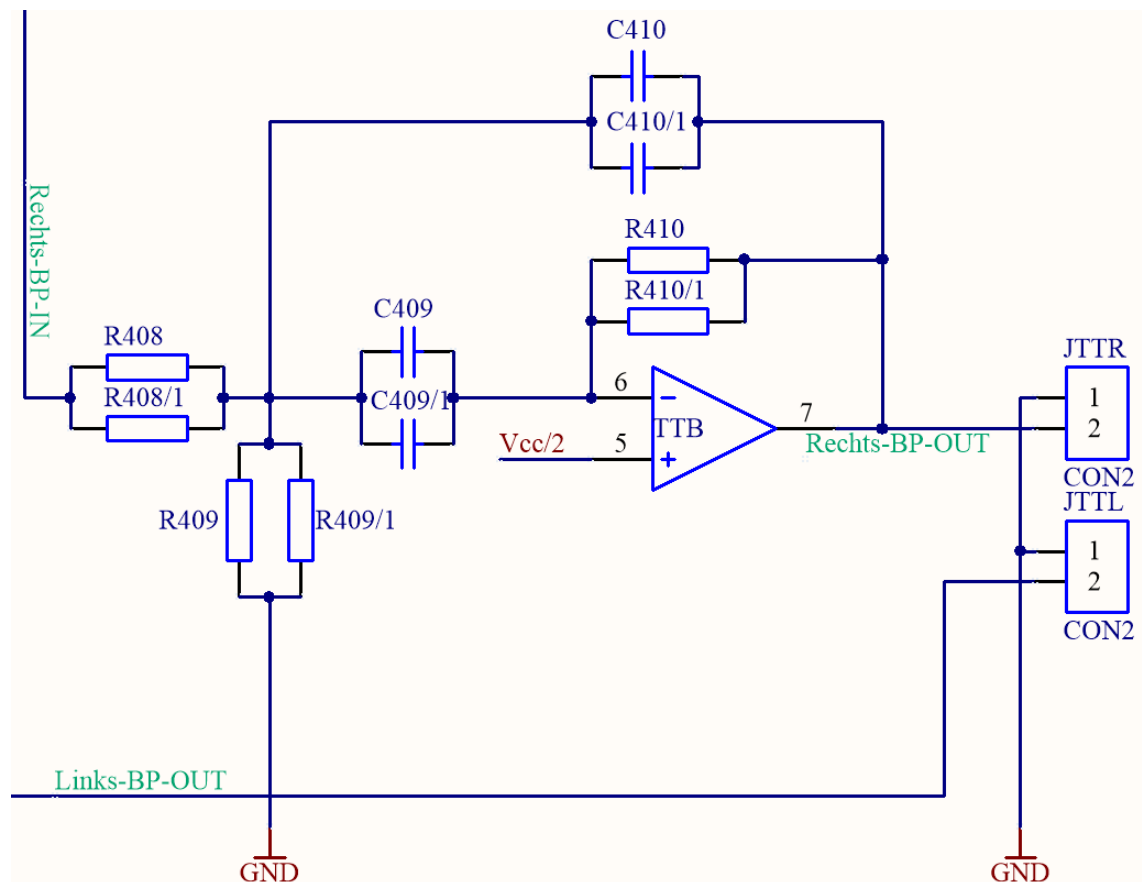 C410
C410/1
Rechts-BP-IN
R410
R410/1
C409
C409/1
R408
R408/1
6
5
7
TTB
Vcc/2
Rechts-BP-OUT
JTTR
1
2
CON2
JTTL
1
2
CON2
R409
R409/1
Links-BP-OUT
GND
GND